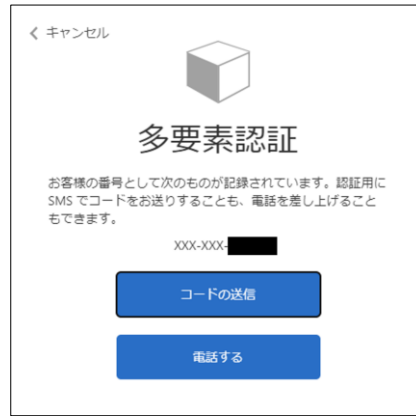 キャンセル
多要素認証
お客様の番号として次のものが記録されています。認証用に
SMS でコードをお送りすることも、電話を差し上げること
もできます。
XXX-XXX-
コードの送信
電話する